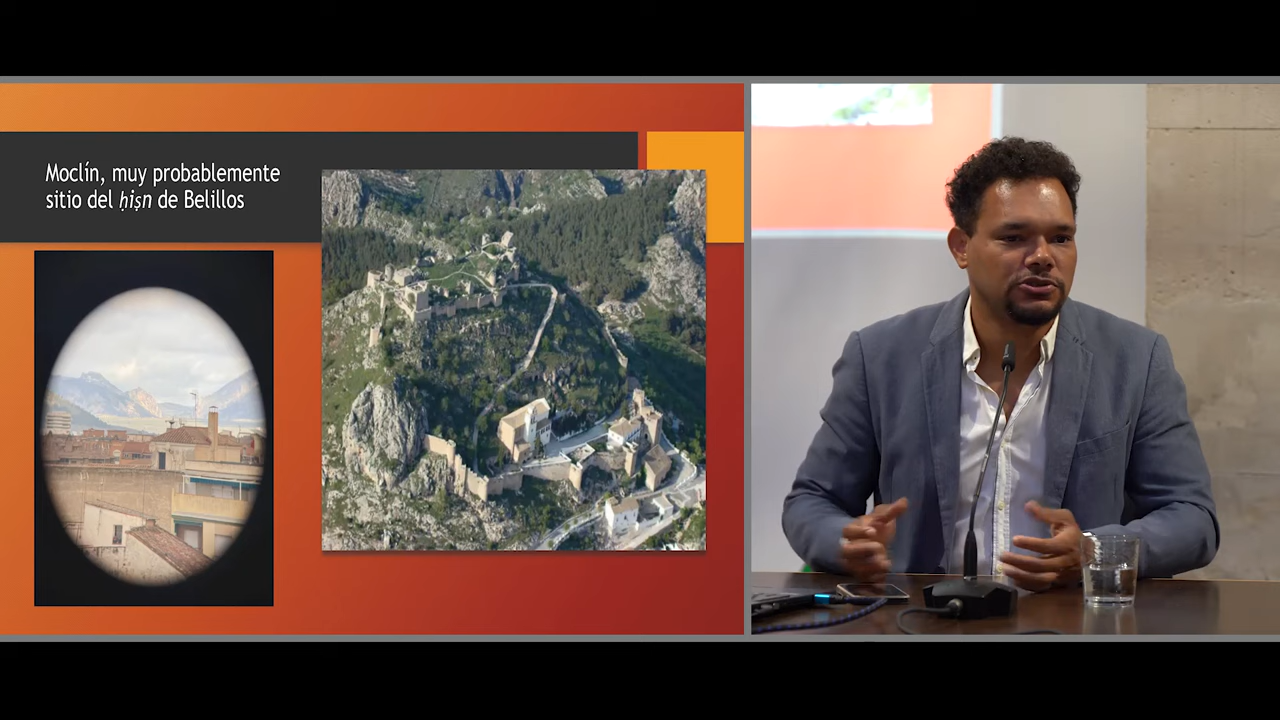 Moclín, muy probablemente
sitio del ḥiṣn de Belillos